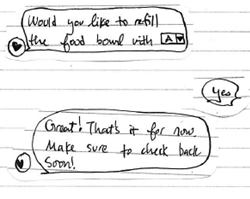 Would you like to refill
the food bowl with A
yes
Great! That's it for now.
Make sure to check back
Soon!